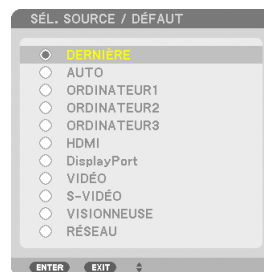 SÉL. SOURCE / DÉFAUT
DERNIÈRE
AUTO
ORDINATEUR1
ORDINATEUR2
ORDINATEUR3
HDMI
DisplayPort
VIDÉO
S-VIDÉO
VISIONNEUSE
RÉSEAU
ENTER EXIT